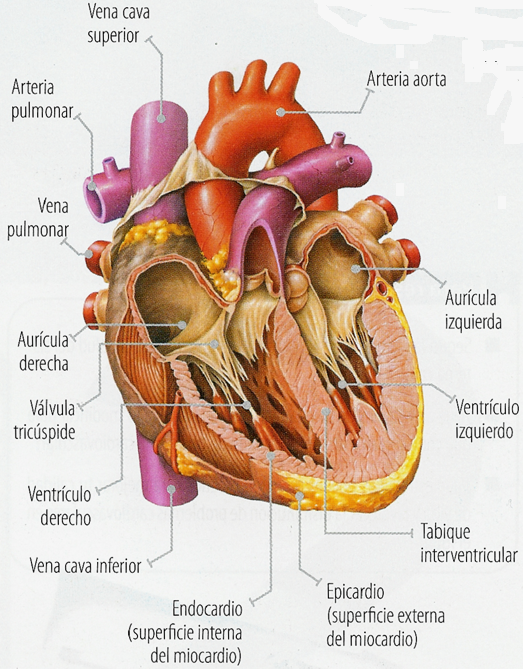 Vena cava
superior
Arteria aorta
Arteria
pulmonar
Vena
pulmonar
Aurícula
izquierda
Aurícula
derecha
Válvula
tricúspide
Ventrículo
izquierdo
Ventrículo
derecho
Tabique
interventricular
Vena cava inferior
Epicardio
(superficie externa
del miocardio)
Endocardio
(superficie interna
del miocardio)